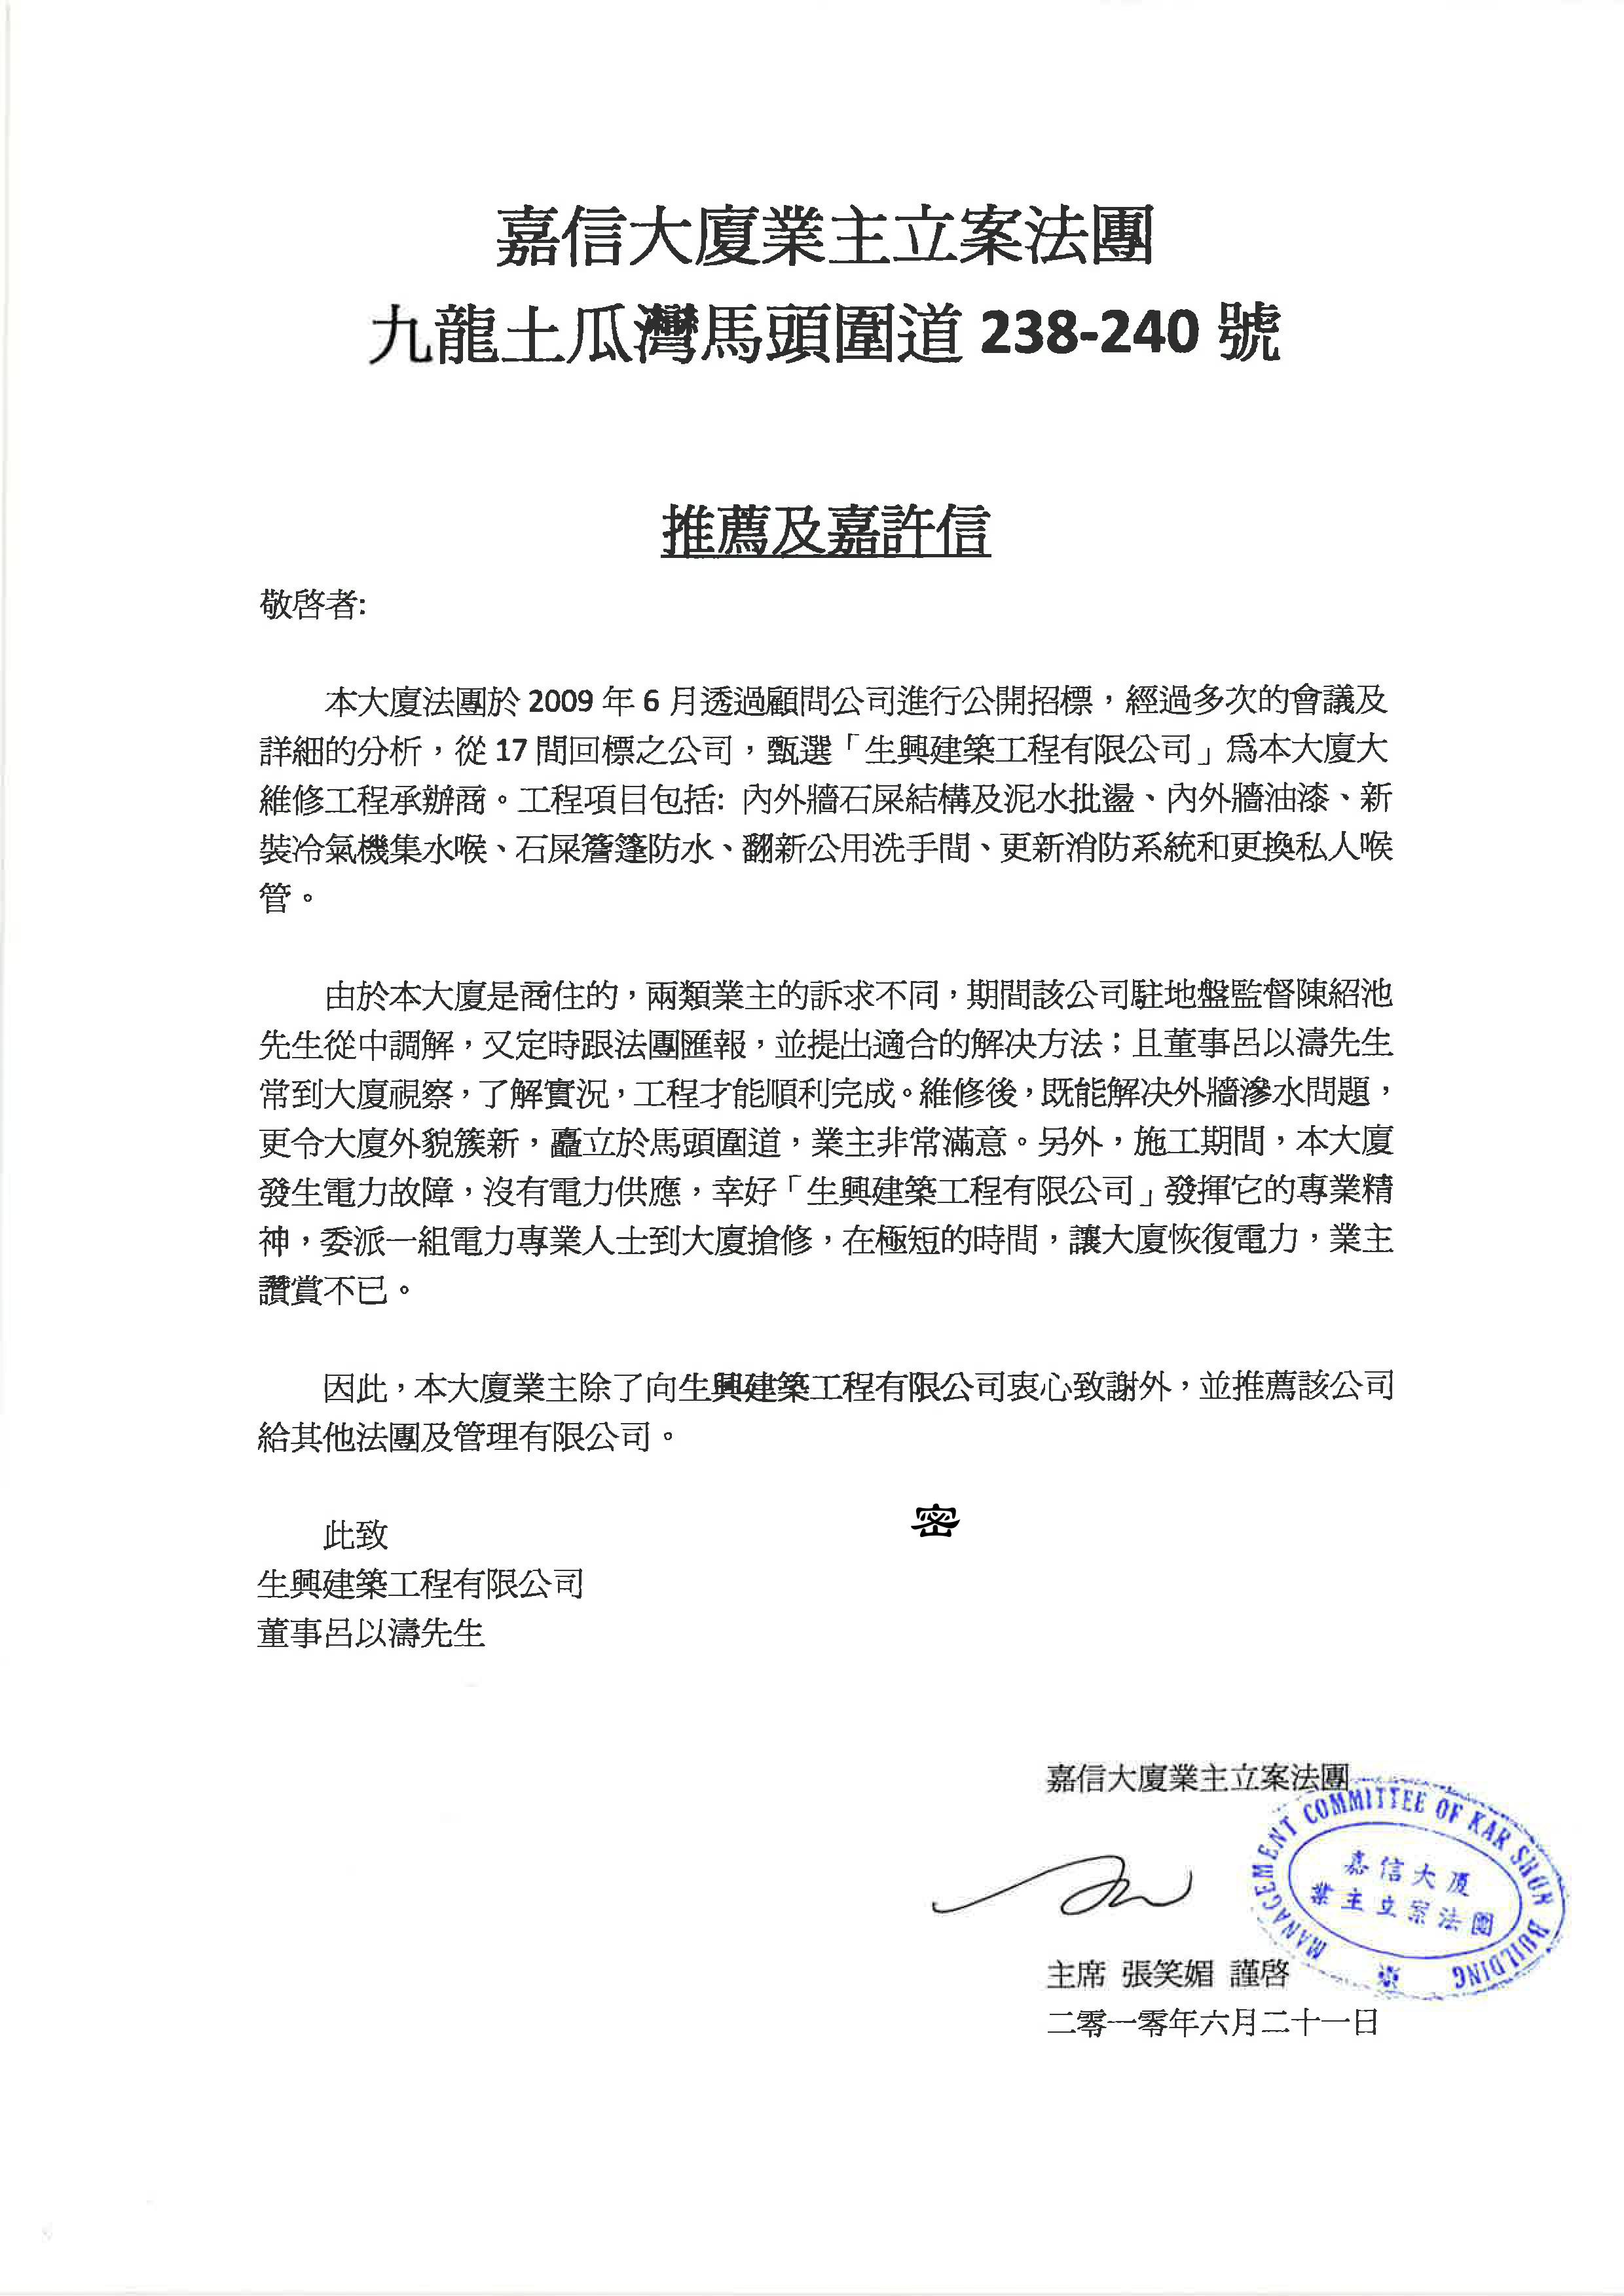 嘉信大廈業主立案法團
九龍土瓜灣馬頭圍道 238-240 號
推薦及嘉許信
敬啓者:
本大廈法團於 2009 年 6 月透過顧問公司進行公開招標，經過多次的會議及
詳細的分析，從 17 間回標之公司，甄選「生興建築工程有限公司」為本大廈大
維修工程承辦商。工程項目包括: 內外牆石屎結構及泥水批盪、內外牆油漆、新
裝冷氣機集水喉、石屎簷篷防水、翻新公用洗手間、更新消防系統和更換私人喉
管。
由於本大廈是商住的，兩類業主的訴求不同，期間該公司駐地盤監督陳紹池
先生從中調解，又定時跟法團匯報，並提出適合的解決方法；且董事呂以濤先生
常到大廈視察，了解實況，工程才能順利完成。維修後，既能解決外牆滲水問題，
更令大廈外貌簇新，矗立於馬頭圍道，業主非常滿意。另外，施工期間，本大廈
發生電力故障，沒有電力供應，幸好「生興建築工程有限公司」發揮它的專業精
神，委派一組電力專業人士到大廈搶修，在極短的時間，讓大廈恢復電力，業主
讚賞不已。
因此，本大廈業主除了向生興建築工程有限公司衷心致謝外，並推薦該公司
給其他法團及管理有限公司。
密
此致
生興建築工程有限公司
董事呂以濤先生
嘉信大廈業主立案法團
MANAGEMENT COMMITTEE OF KAR SHUN BUILDING
嘉信大廈
業主立案法團
主席 張笑媚 謹啓
二零一零年六月二十一日